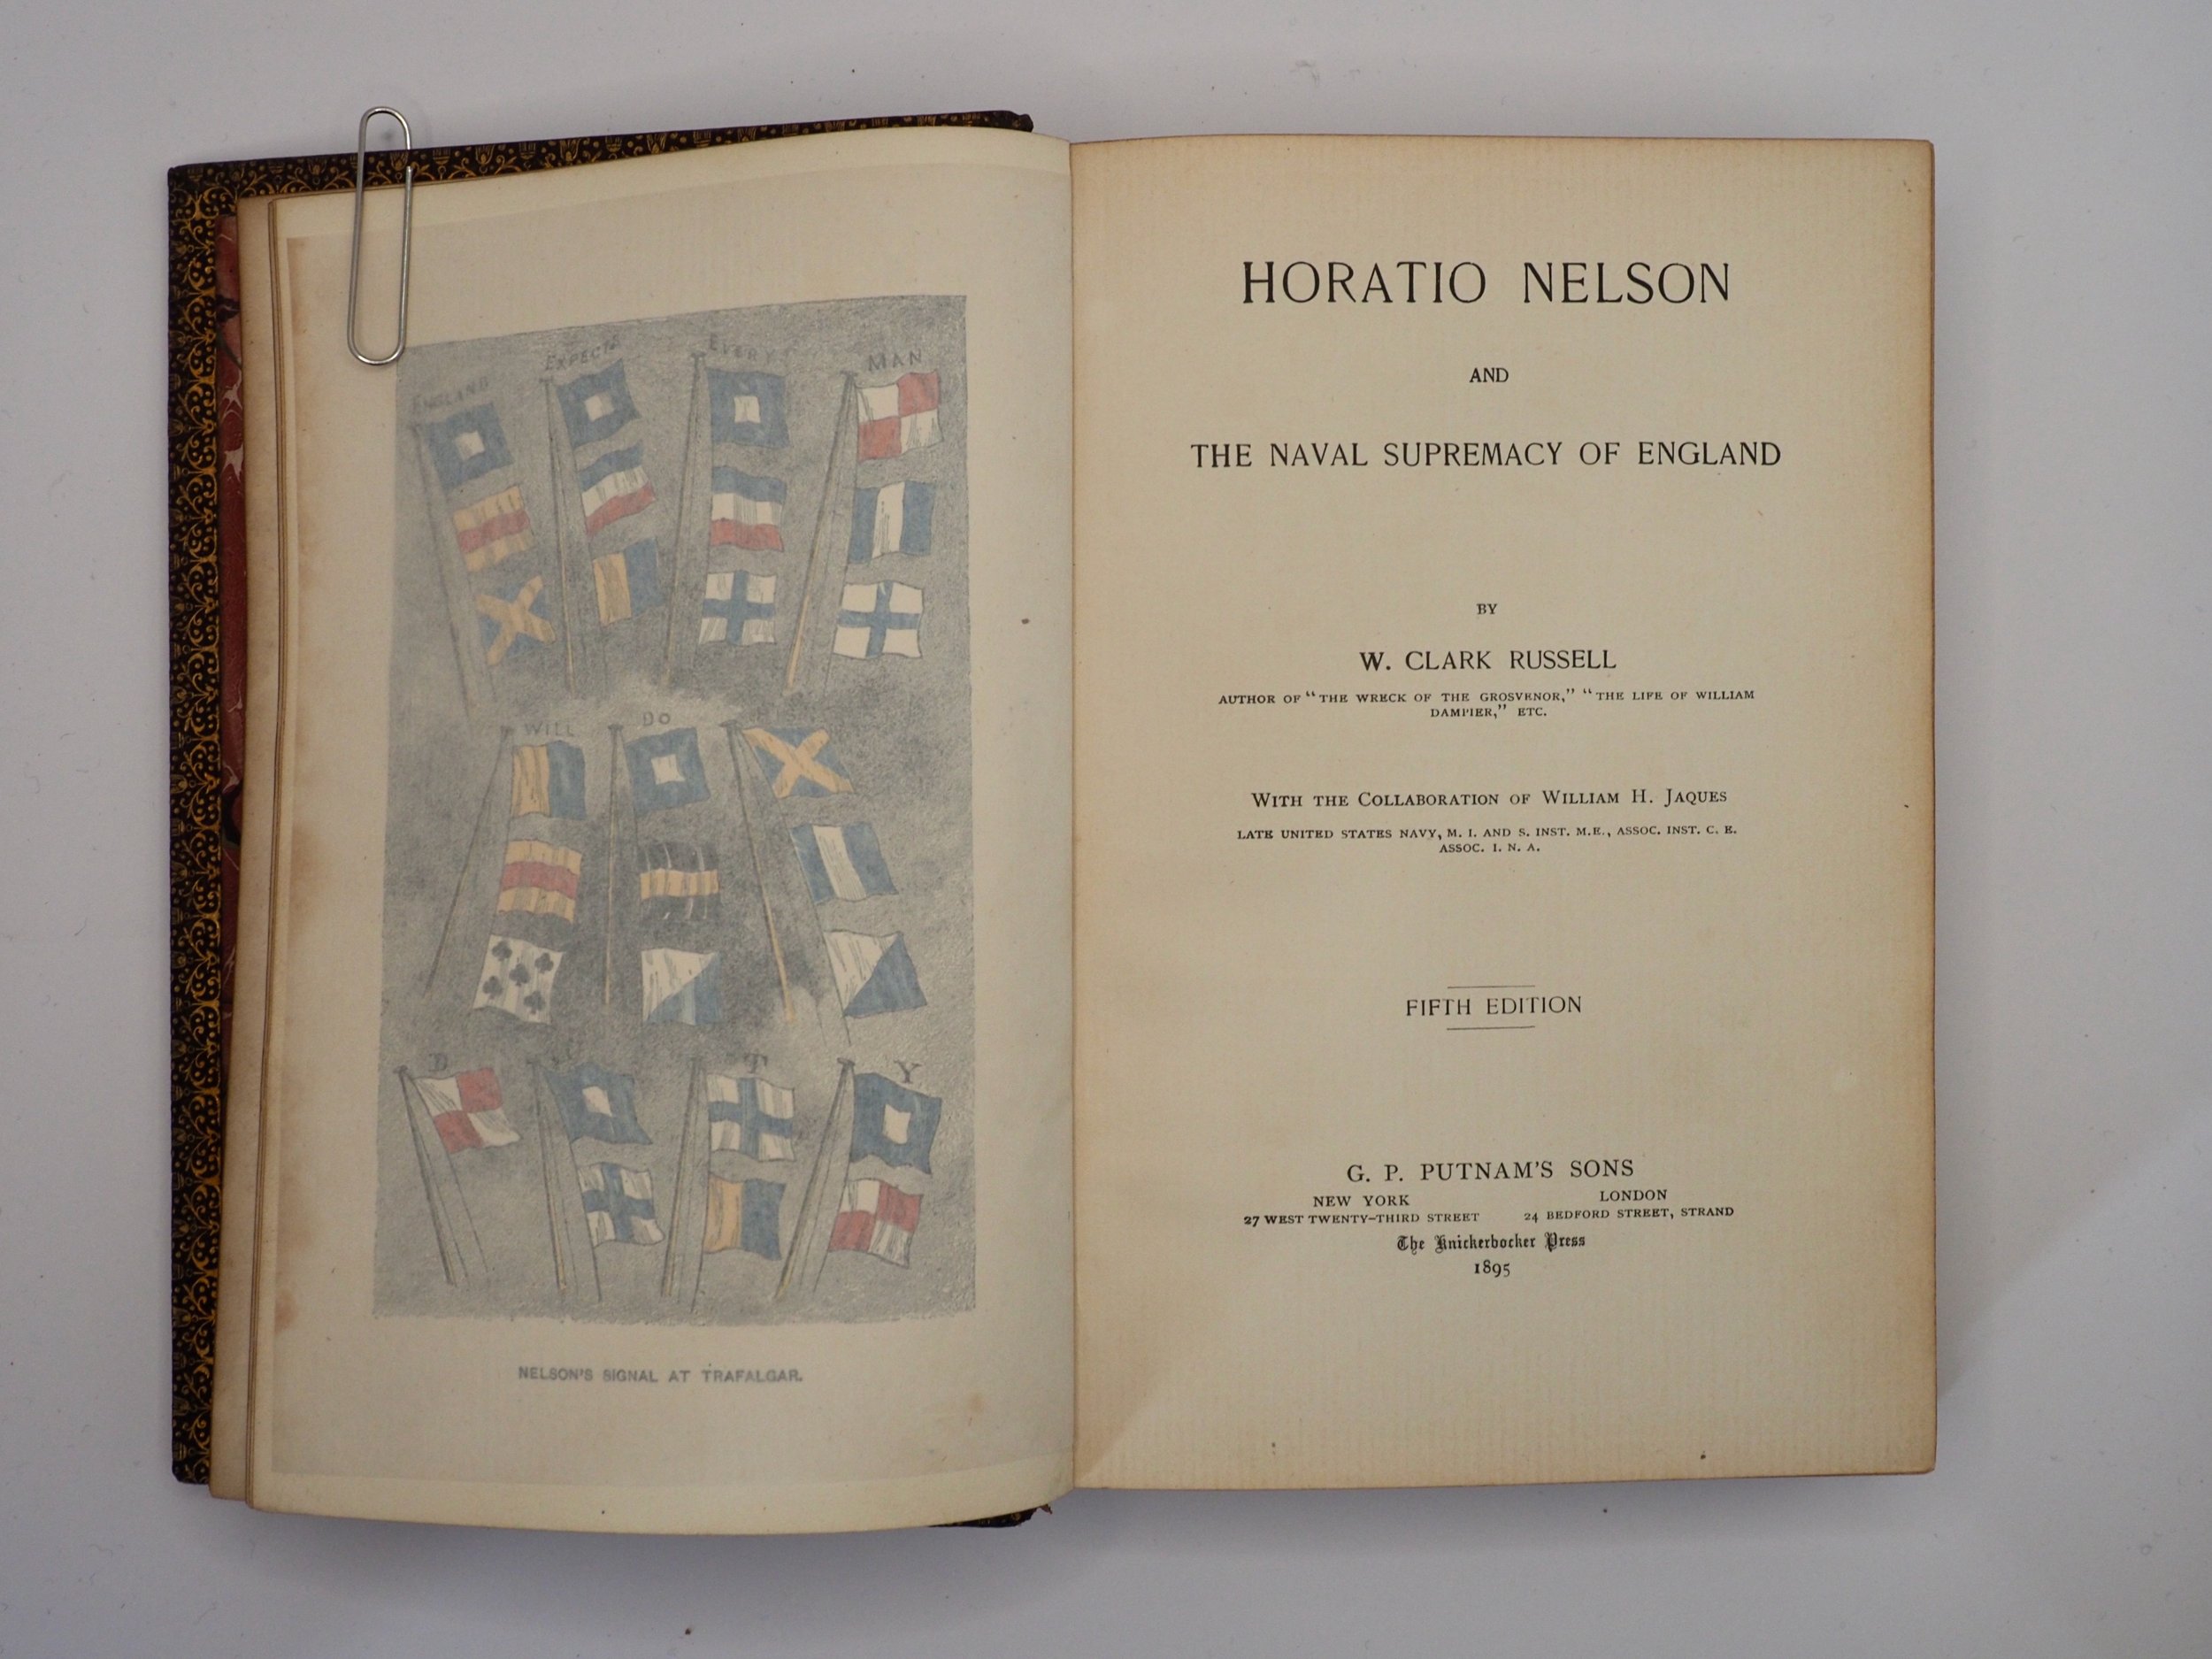 ENGLAND EXPECTS EVERY MAN
WILL DO
D T Y
NELSON'S SIGNAL AT TRAFALGAR.
HORATIO NELSON
AND
THE NAVAL SUPREMACY OF ENGLAND
BY
W. CLARK RUSSELL
AUTHOR OF "THE WRECK OF THE GROSVENOR," "THE LIFE OF WILLIAM
DAMPIER," ETC.
WITH THE COLLABORATION OF WILLIAM H. JAQUES
LATE UNITED STATES NAVY, M. I. AND S. INST. M.E., ASSOC. INST. C. E.
ASSOC. I. N. A.
FIFTH EDITION
G. P. PUTNAM'S SONS
NEW YORK LONDON
27 WEST TWENTY-THIRD STREET 24 BEDFORD STREET, STRAND
The Knickerbocker Press
1895